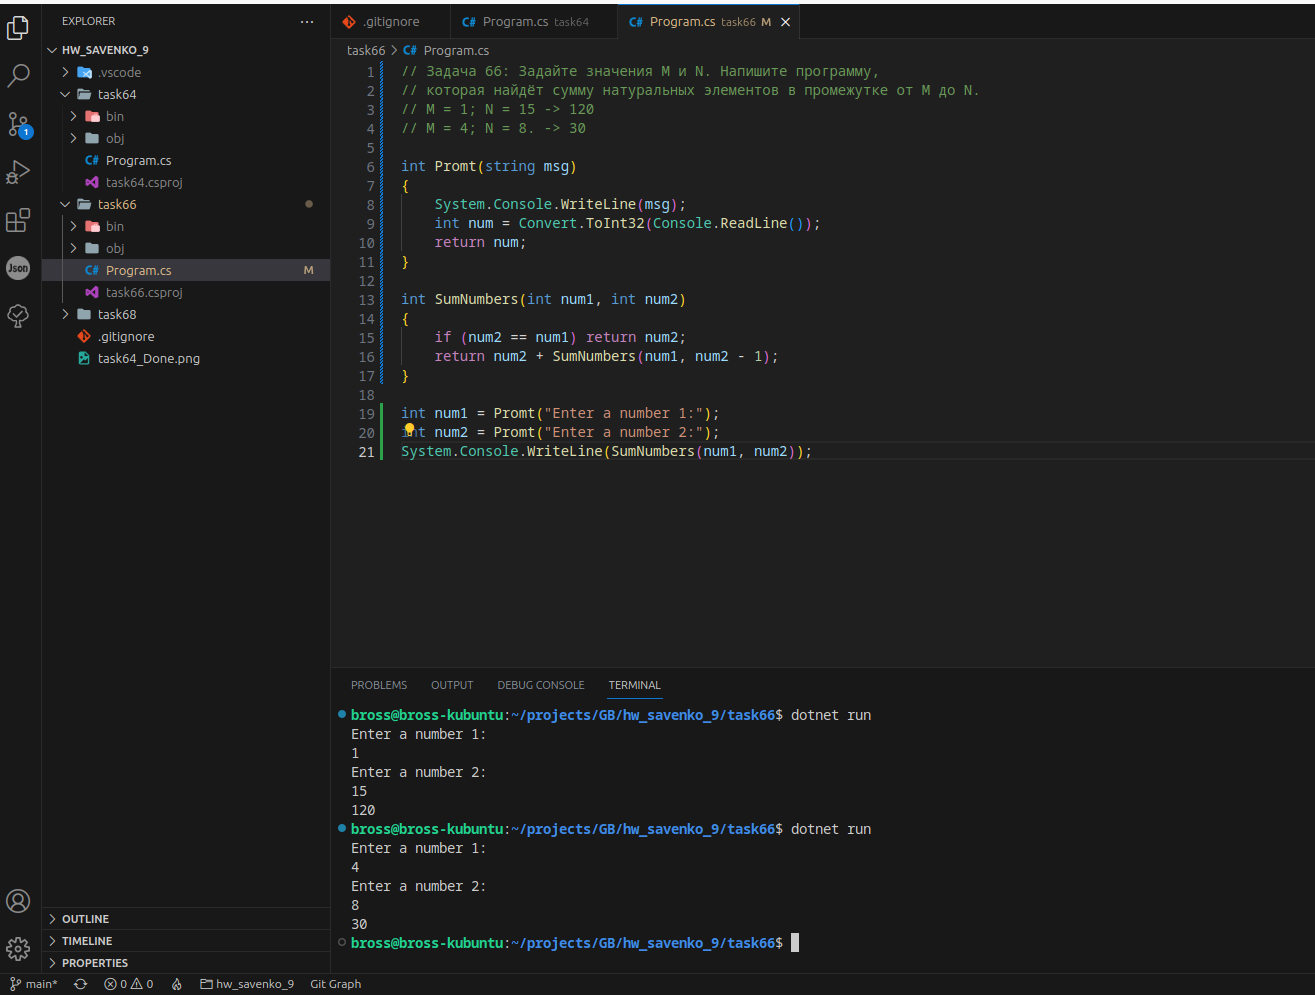 EXPLORER
HW_SAVENKO_9
.vscode
task64
bin
obj
C# Program.cs
task64.csproj
task66
bin
obj
C# Program.cs M
task66.csproj
task68
.gitignore
task64_Done.png
OUTLINE
TIMELINE
PROPERTIES
1
Json
.gitignore
C# Program.cs task64
C# Program.cs task66 M
task66 > C# Program.cs
1 // Задача 66: Задайте значения M и N. Напишите программу,
2 // которая найдёт сумму натуральных элементов в промежутке от M до N.
3 // M = 1; N = 15 -> 120
4 // M = 4; N = 8. -> 30
5
6 int Promt(string msg)
7 {
8 System.Console.WriteLine(msg);
9 int num = Convert.ToInt32(Console.ReadLine());
10 return num;
11 }
12
13 int SumNumbers(int num1, int num2)
14 {
15 if (num2 == num1) return num2;
16 return num2 + SumNumbers(num1, num2 - 1);
17 }
18
19 int num1 = Promt("Enter a number 1:");
20 int num2 = Promt("Enter a number 2:");
21 System.Console.WriteLine(SumNumbers(num1, num2));
PROBLEMS OUTPUT DEBUG CONSOLE TERMINAL
bross@bross-kubuntu:~/projects/GB/hw_savenko_9/task66$ dotnet run
Enter a number 1:
1
Enter a number 2:
15
120
bross@bross-kubuntu:~/projects/GB/hw_savenko_9/task66$ dotnet run
Enter a number 1:
4
Enter a number 2:
8
30
bross@bross-kubuntu:~/projects/GB/hw_savenko_9/task66$
main* 0 0 hw_savenko_9 Git Graph